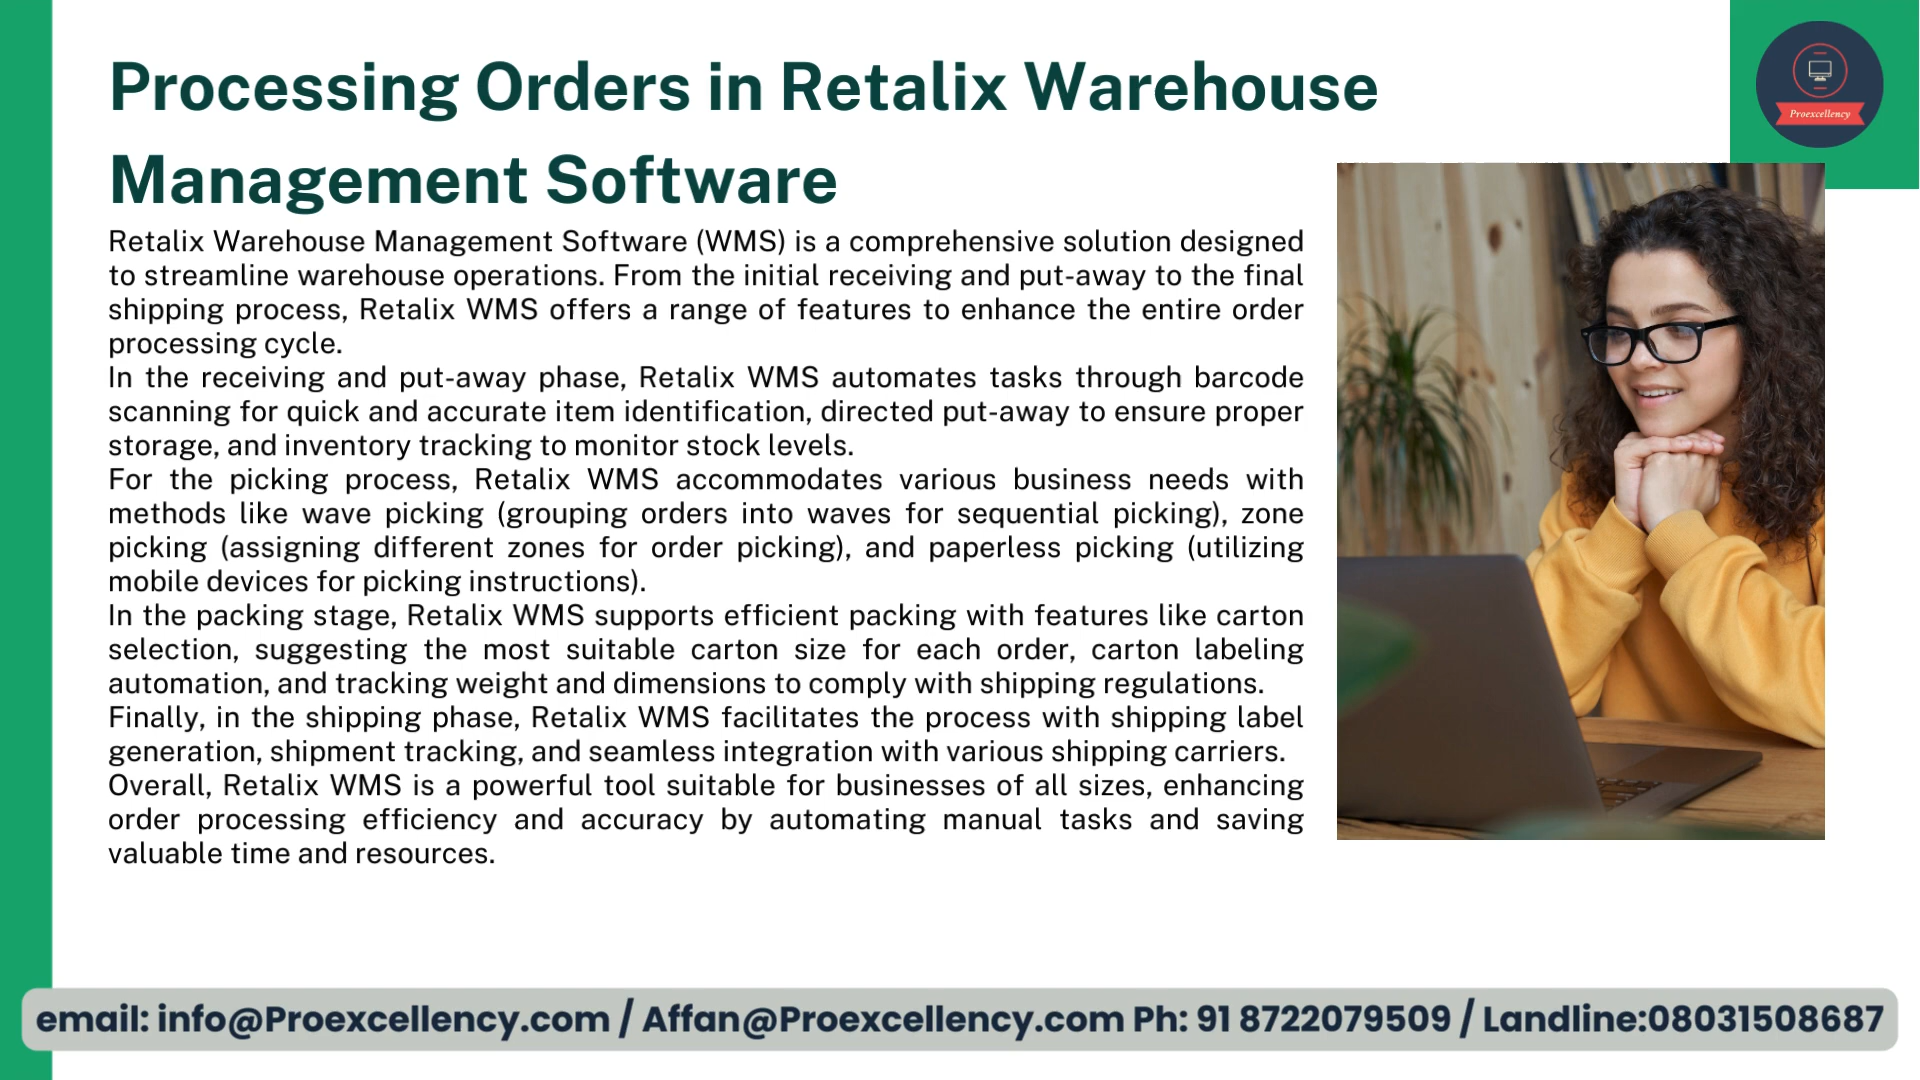 Processing Orders in Retalix Warehouse
Management Software
Proexcellency
Retalix Warehouse Management Software (WMS) is a comprehensive solution designed
to streamline warehouse operations. From the initial receiving and put-away to the final
shipping process, Retalix WMS offers a range of features to enhance the entire order
processing cycle.
In the receiving and put-away phase, Retalix WMS automates tasks through barcode
scanning for quick and accurate item identification, directed put-away to ensure proper
storage, and inventory tracking to monitor stock levels.
For the picking process, Retalix WMS accommodates various business needs with
methods like wave picking (grouping orders into waves for sequential picking), zone
picking (assigning different zones for order picking), and paperless picking (utilizing
mobile devices for picking instructions).
In the packing stage, Retalix WMS supports efficient packing with features like carton
selection, suggesting the most suitable carton size for each order, carton labeling
automation, and tracking weight and dimensions to comply with shipping regulations.
Finally, in the shipping phase, Retalix WMS facilitates the process with shipping label
generation, shipment tracking, and seamless integration with various shipping carriers.
Overall, Retalix WMS is a powerful tool suitable for businesses of all sizes, enhancing
order processing efficiency and accuracy by automating manual tasks and saving
valuable time and resources.
email: info@Proexcellency.com / Affan@Proexcellency.com Ph: 91 8722079509 / Landline:08031508687